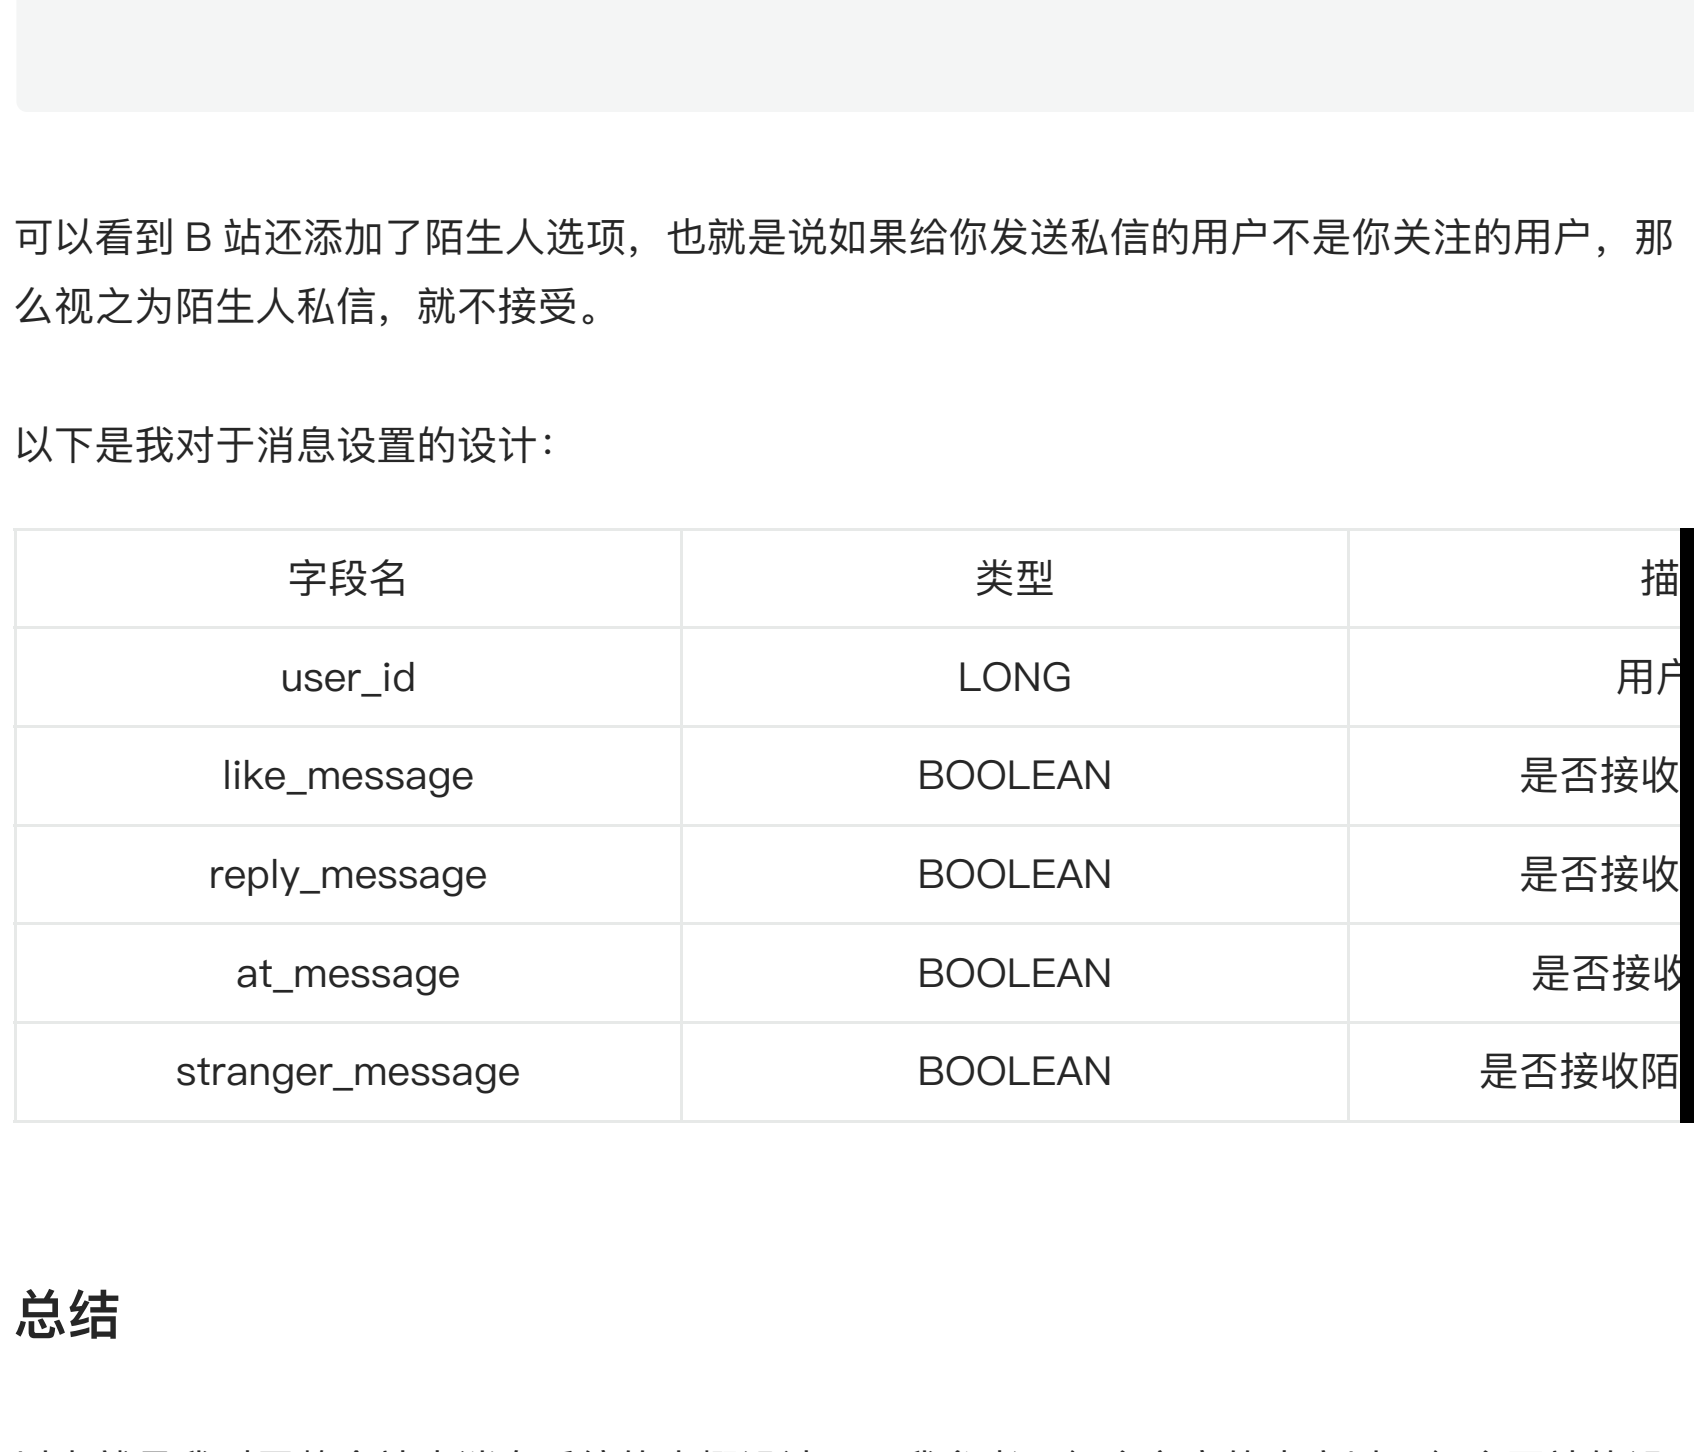 可以看到 B 站还添加了陌生人选项，也就是说如果给你发送私信的用户不是你关注的用户，那
么视之为陌生人私信，就不接受。
以下是我对于消息设置的设计：
字段名 类型 描
user_id LONG 用户
like_message BOOLEAN 是否接收
reply_message BOOLEAN 是否接收
at_message BOOLEAN 是否接收
stranger_message BOOLEAN 是否接收陌
总结